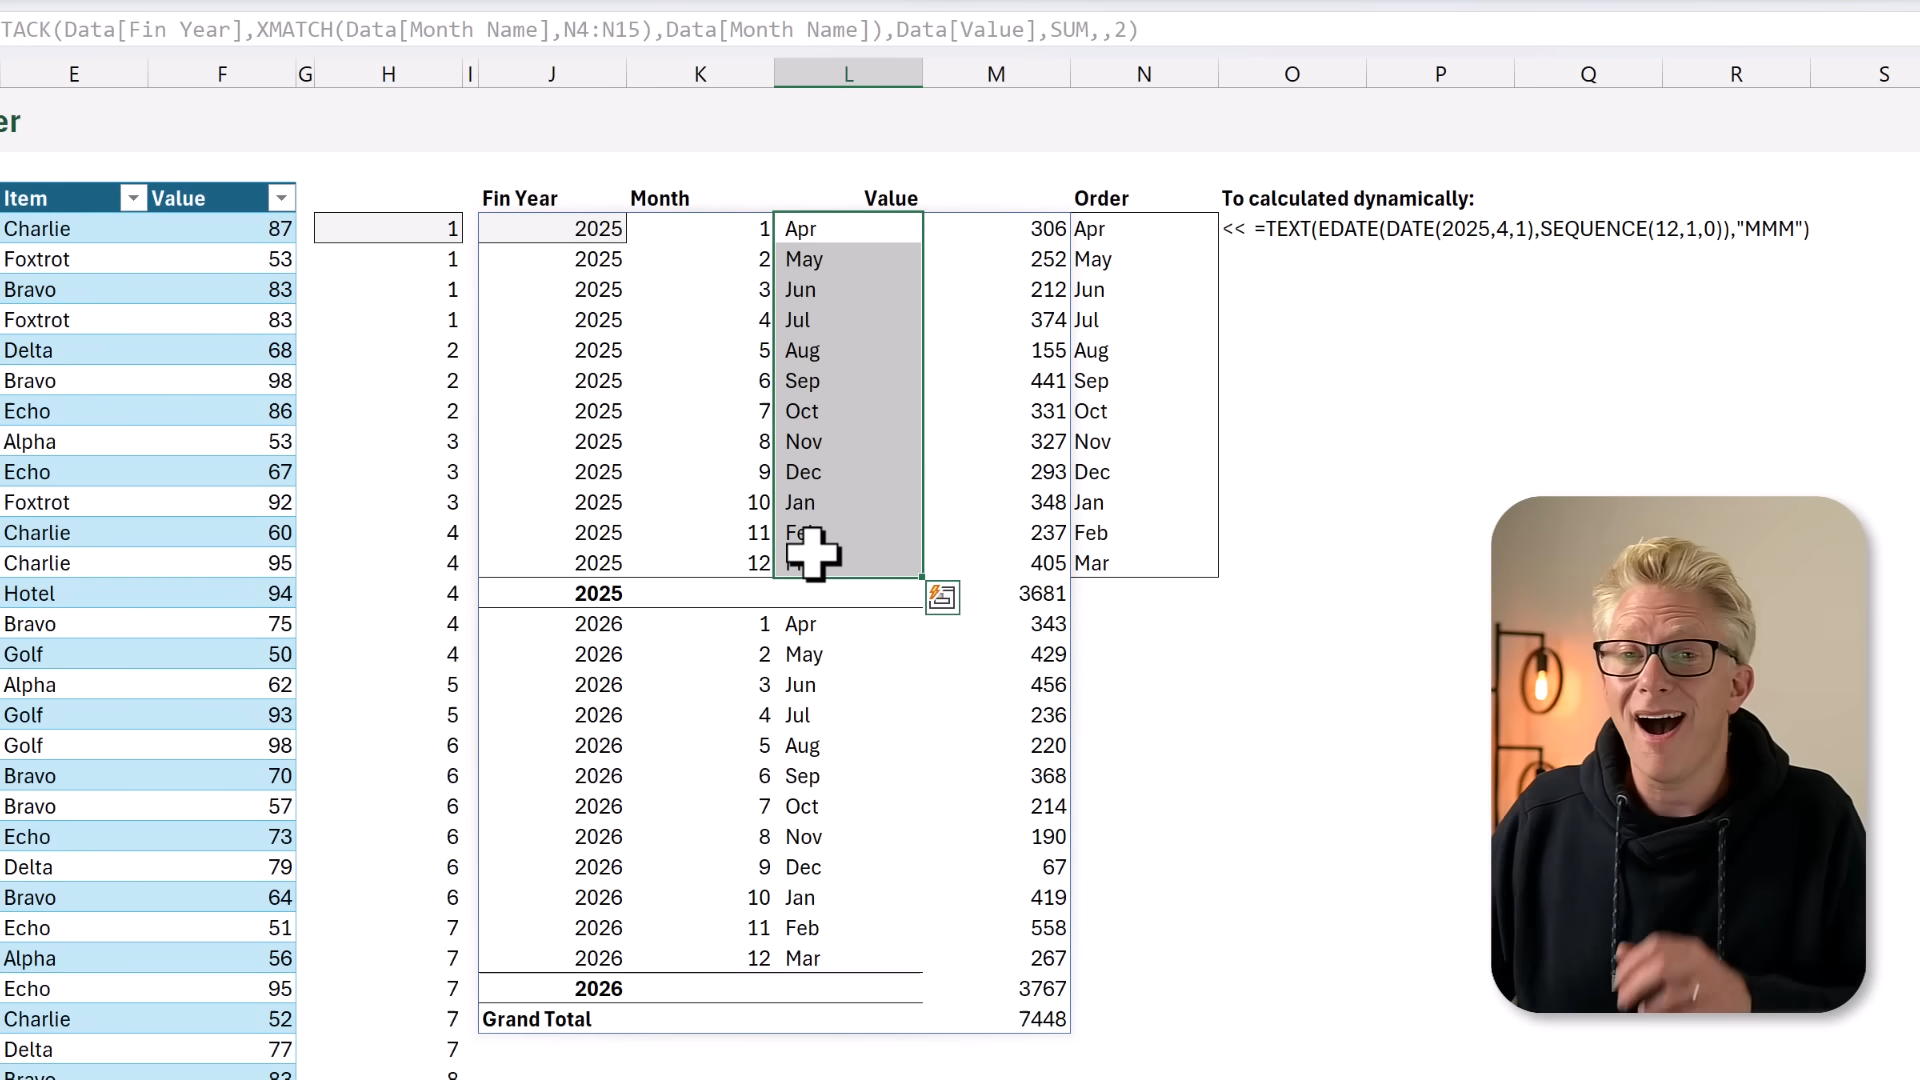 TACK(Data[Fin Year],XMATCH(Data[Month Name],N4:N15),Data[Month Name]),Data[Value],SUM,,2)
E F G H I J K L M N O P Q R S
er
Item Value Fin Year Month Value Order To calculated dynamically:
Charlie 87 1 2025 1 Apr 306 Apr << =TEXT(EDATE(DATE(2025,4,1),SEQUENCE(12,1,0)),"MMM")
Foxtrot 53 1 2025 2 May 252 May
Bravo 83 1 2025 3 Jun 212 Jun
Foxtrot 83 1 2025 4 Jul 374 Jul
Delta 68 2 2025 5 Aug 155 Aug
Bravo 98 2 2025 6 Sep 441 Sep
Echo 86 2 2025 7 Oct 331 Oct
Alpha 53 3 2025 8 Nov 327 Nov
Echo 67 3 2025 9 Dec 293 Dec
Foxtrot 92 3 2025 10 Jan 348 Jan
Charlie 60 4 2025 11 237 Feb
Charlie 95 4 2025 12 405 Mar
Hotel 94 4 2025 3681
Bravo 75 4 2026 1 Apr 343
Golf 50 4 2026 2 May 429
Alpha 62 5 2026 3 Jun 456
Golf 93 5 2026 4 Jul 236
Golf 98 6 2026 5 Aug 220
Bravo 70 6 2026 6 Sep 368
Bravo 57 6 2026 7 Oct 214
Echo 73 6 2026 8 Nov 190
Delta 79 6 2026 9 Dec 67
Bravo 64 6 2026 10 Jan 419
Echo 51 7 2026 11 Feb 558
Alpha 56 7 2026 12 Mar 267
Echo 95 7 2026 3767
Charlie 52 7 Grand Total 7448
Delta 77 7